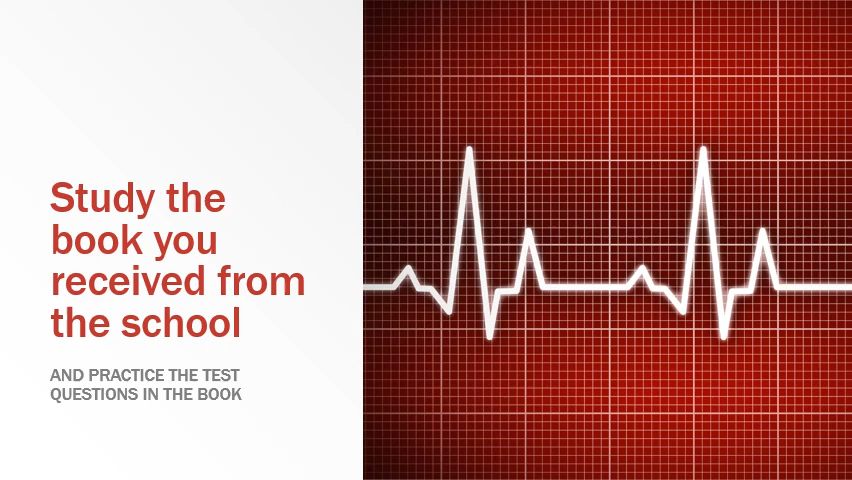 Study the
book you
received from
the school
AND PRACTICE THE TEST
QUESTIONS IN THE BOOK